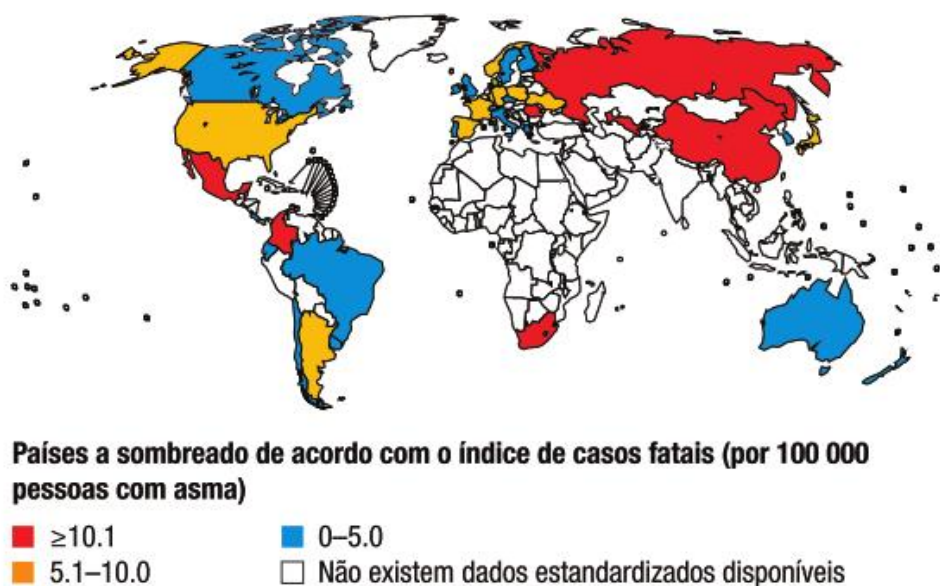 Países a sombreado de acordo com o índice de casos fatais (por 100 000
pessoas com asma)
≥10.1
0–5.0
5.1–10.0
Não existem dados estandardizados disponíveis